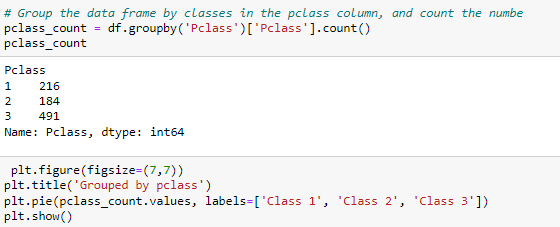 # Group the data frame by classes in the pclass column, and count the numbe
pclass_count = df.groupby('Pclass')['Pclass'].count()
pclass_count
Pclass
1    216
2    184
3    491
Name: Pclass, dtype: int64
plt.figure(figsize=(7,7))
plt.title('Grouped by pclass')
plt.pie(pclass_count.values, labels=['Class 1', 'Class 2', 'Class 3'])
plt.show()